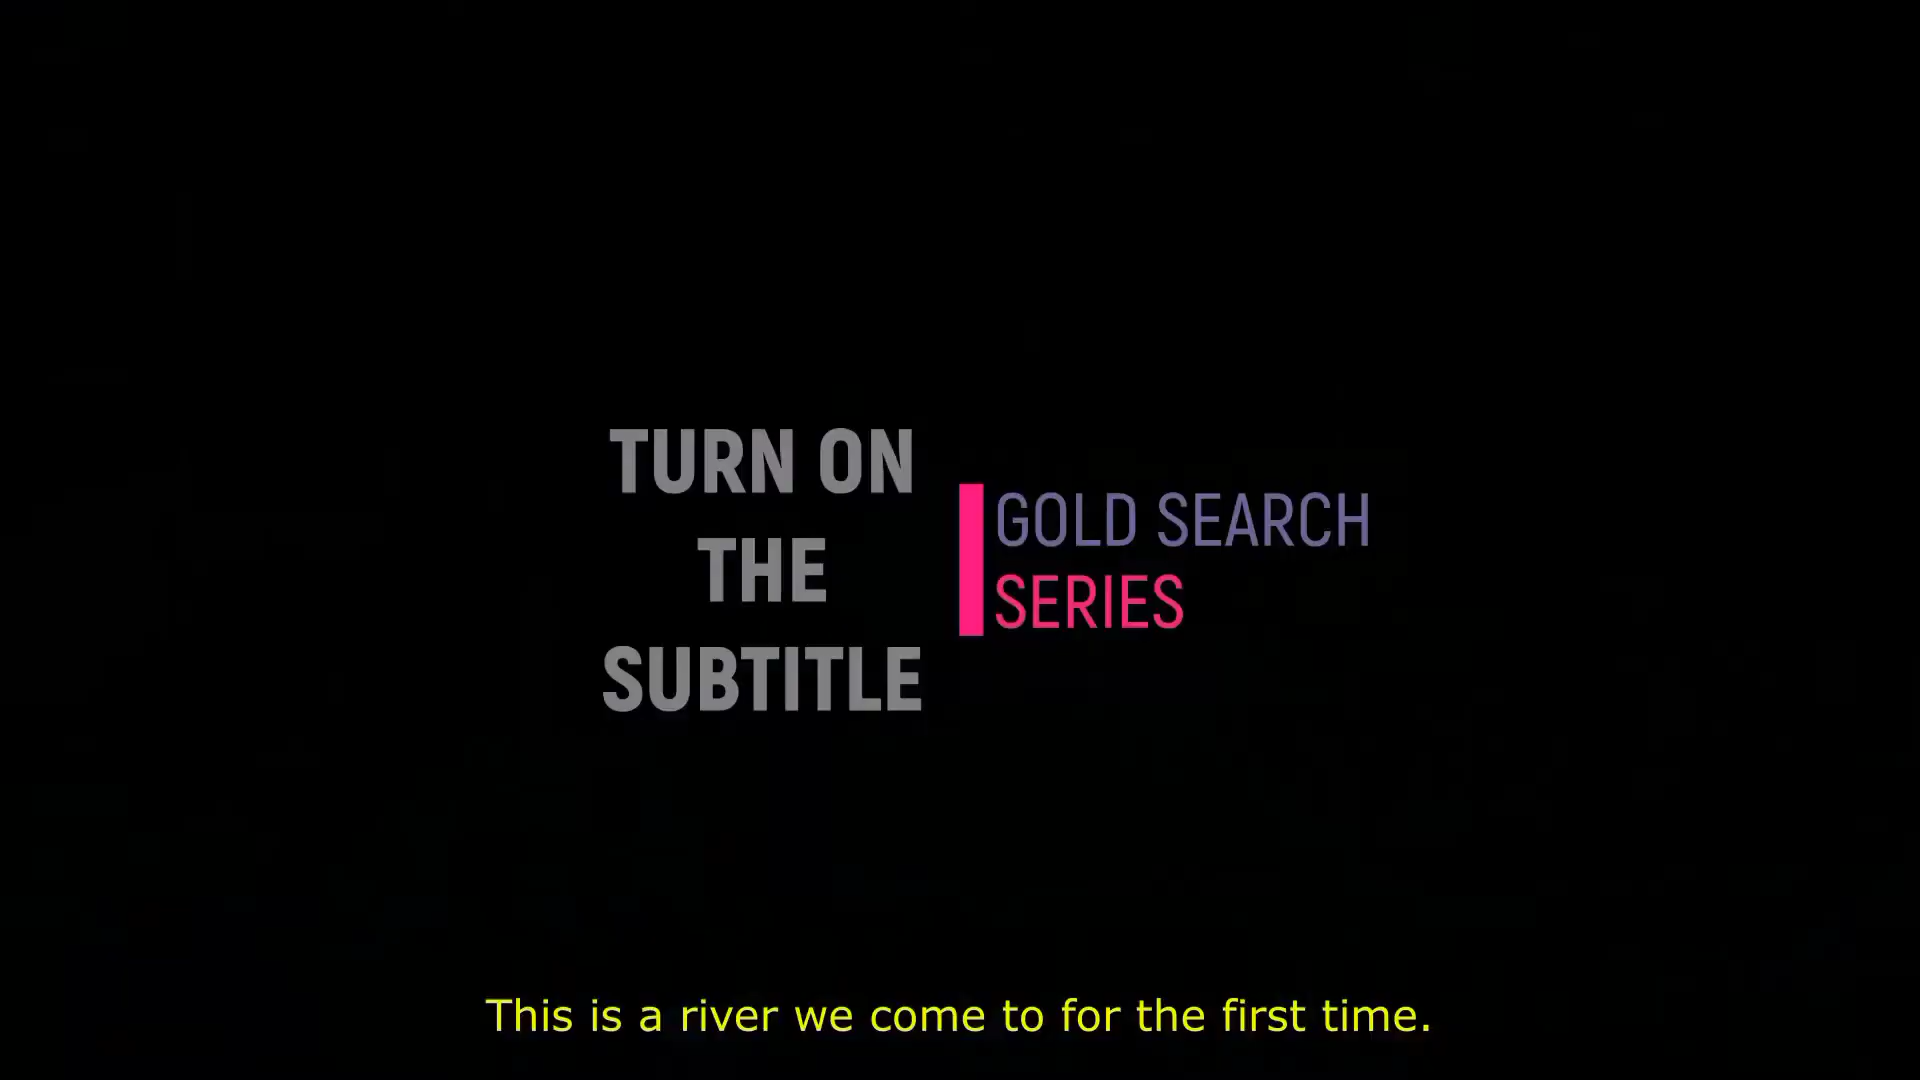 TURN ON
THE
SUBTITLE
GOLD SEARCH
SERIES
This is a river we come to for the first time.